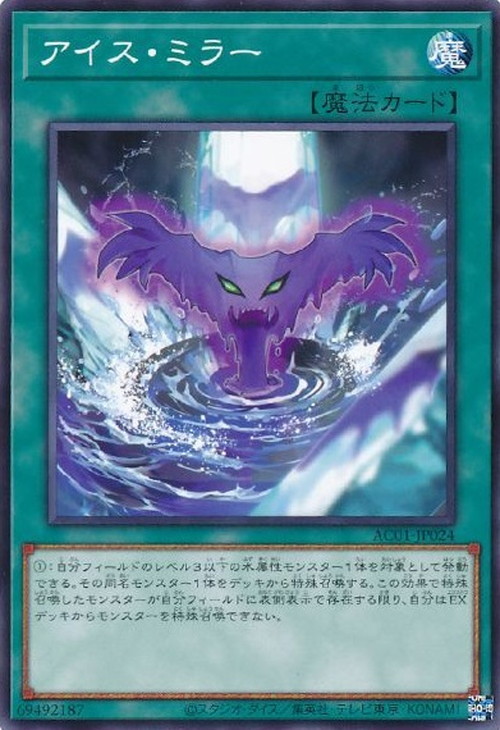 アイス・ミラー
魔
【魔法カード】
AC01-JP024
①:自分フィールドのレベル3以下の水属性モンスター1体を対象として発動
できる。その同名モンスター1体をデッキから特殊召喚する。この効果で特殊
召喚したモンスターが自分フィールドに表側表示で存在する限り、自分はEX
デッキからモンスターを特殊召喚できない。
69492187
©スタジオ・ダイス/集英社・テレビ東京・KONAMI